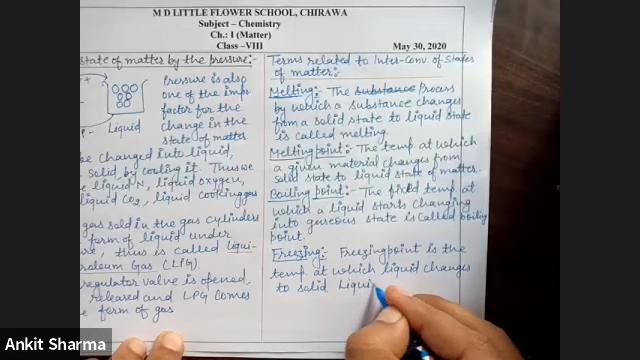 M D LITTLE FLOWER SCHOOL, CHIRAWA
Subject – Chemistry
Ch.: I (Matter)
Class –VIII
May 30, 2020
state of matter by the pressure:-
Pressure is also
one of the imp.
factor for the
change in the
state of matter
Liquid
be changed into liquid,
solid by cooling it. Thus we
liquid N, liquid oxygen,
liquid CO2, liquid cooking gas
gas sold in the gas cylinders
form of liquid under
, thus is called liqui-
roleum Gas (LPG).
regulator valve is opened,
released and LPG comes
form of gas
Terms related to Inter-Conv. of States
of matter:-
Melting:- The substance Process
by which a substance changes
from a solid state to liquid state
is called melting.
Melting point:- The temp at which
a given material changes from
solid state to liquid state of matter.
Boiling point:- The fixed temp. at
which a liquid starts changing
into gaseous state is called boiling
point.
Freezing: Freezing point is the
temp at which liquid changes
to solid. Liqui
Ankit Sharma